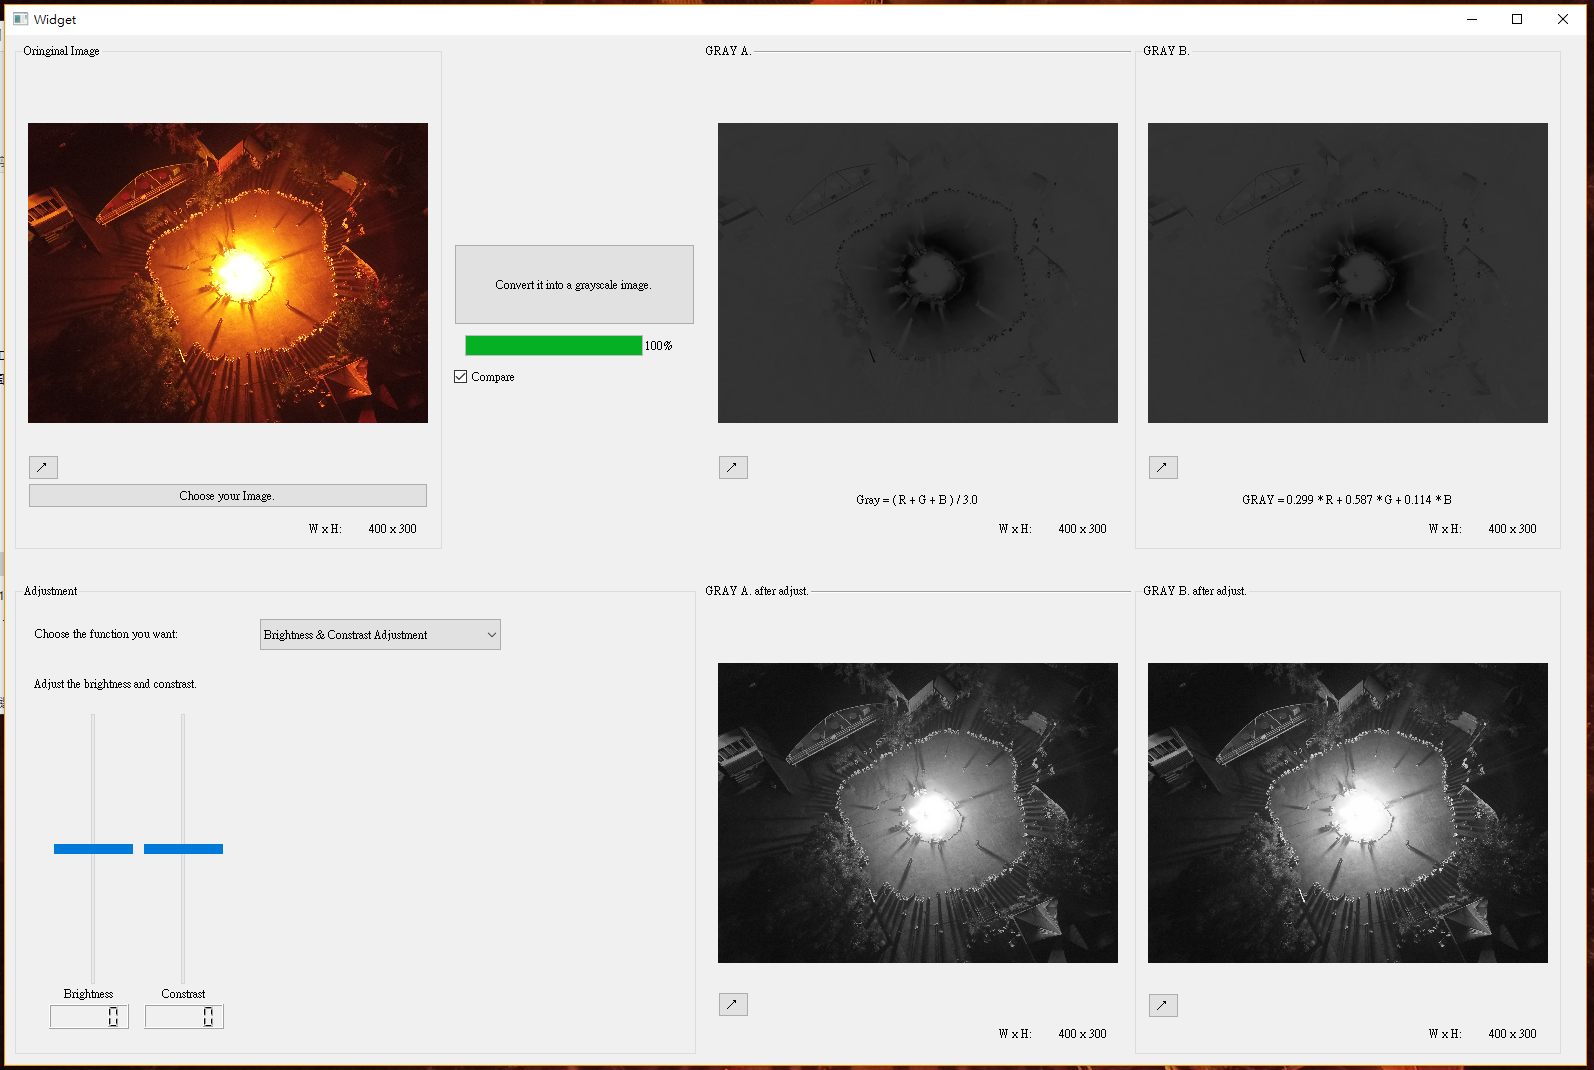 Widget
Oringinal Image
GRAY A.
GRAY B.
Convert it into a grayscale image.
100%
Compare
Choose your Image.
W x H: 400 x 300
Gray = ( R + G + B ) / 3.0
W x H: 400 x 300
GRAY = 0.299 * R + 0.587 * G + 0.114 * B
W x H: 400 x 300
Adjustment
Choose the function you want:
Brightness & Constrast Adjustment
Adjust the brightness and constrast.
Brightness
Constrast
0
0
GRAY A. after adjust.
GRAY B. after adjust.
W x H: 400 x 300
W x H: 400 x 300